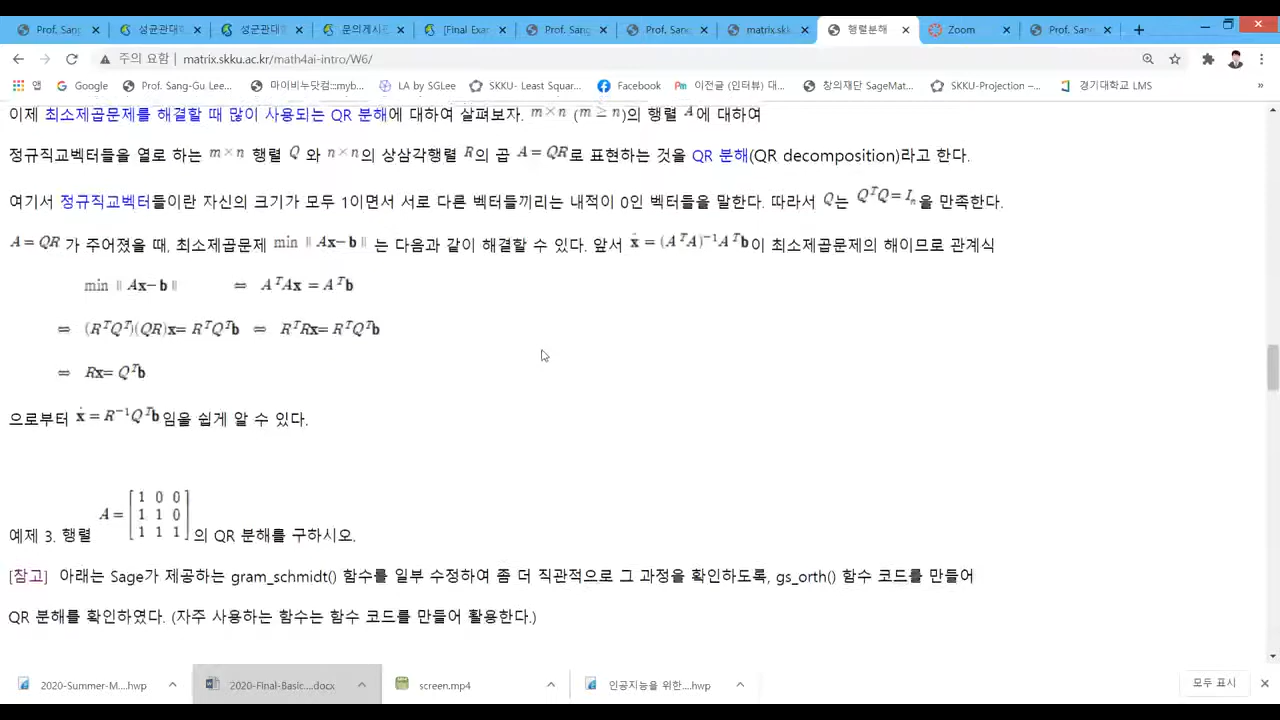 Prof. Sang 성균관대학 성균관대학 문의게시판 [Final Exar Prof. Sang Prof. Sang matrix.skku 행렬분해 Zoom Prof. Sang
주의 요함 | matrix.skku.ac.kr/math4ai-intro/W6/
앱 Google Prof. Sang-Gu Lee... 마이비누닷컴:::myb... LA by SGLee SKKU- Least Squar... Facebook 이전글 (인터뷰) 대... 창의재단 SageMat... SKKU-Projection –... 경기대학교 LMS »
이제 최소제곱문제를 해결할 때 많이 사용되는 QR 분해에 대하여 살펴보자. m×n (m ≥ n)의 행렬 A에 대하여
정규직교벡터들을 열로 하는 m×n 행렬 Q 와 n×n의 상삼각행렬 R의 곱 A=QR로 표현하는 것을 QR 분해(QR decomposition)라고 한다.
여기서 정규직교벡터들이란 자신의 크기가 모두 1이면서 서로 다른 벡터들끼리는 내적이 0인 벡터들을 말한다. 따라서 Q는 Q^T Q = I_n을 만족한다.
A=QR 가 주어졌을 때, 최소제곱문제 min ‖Ax−b‖ 는 다음과 같이 해결할 수 있다. 앞서 x̂ = (A^T A)^−1 A^T b이 최소제곱문제의 해이므로 관계식
min ‖Ax−b‖ ⇔ A^T Ax = A^T b
⇔ (R^T Q^T)(QR)x= R^T Q^T b ⇔ R^T Rx= R^T Q^T b
⇔ Rx= Q^T b
으로부터 x̂ = R^−1 Q^T b임을 쉽게 알 수 있다.
1 0 0
A = 1 1 0
1 1 1
예제 3. 행렬 의 QR 분해를 구하시오.
[참고] 아래는 Sage가 제공하는 gram_schmidt() 함수를 일부 수정하여 좀 더 직관적으로 그 과정을 확인하도록, gs_orth() 함수 코드를 만들어
QR 분해를 확인하였다. (자주 사용하는 함수는 함수 코드를 만들어 활용한다.)
2020-Summer-M....hwp 2020-Final-Basic....docx screen.mp4 인공지능을 위한....hwp 모두 표시